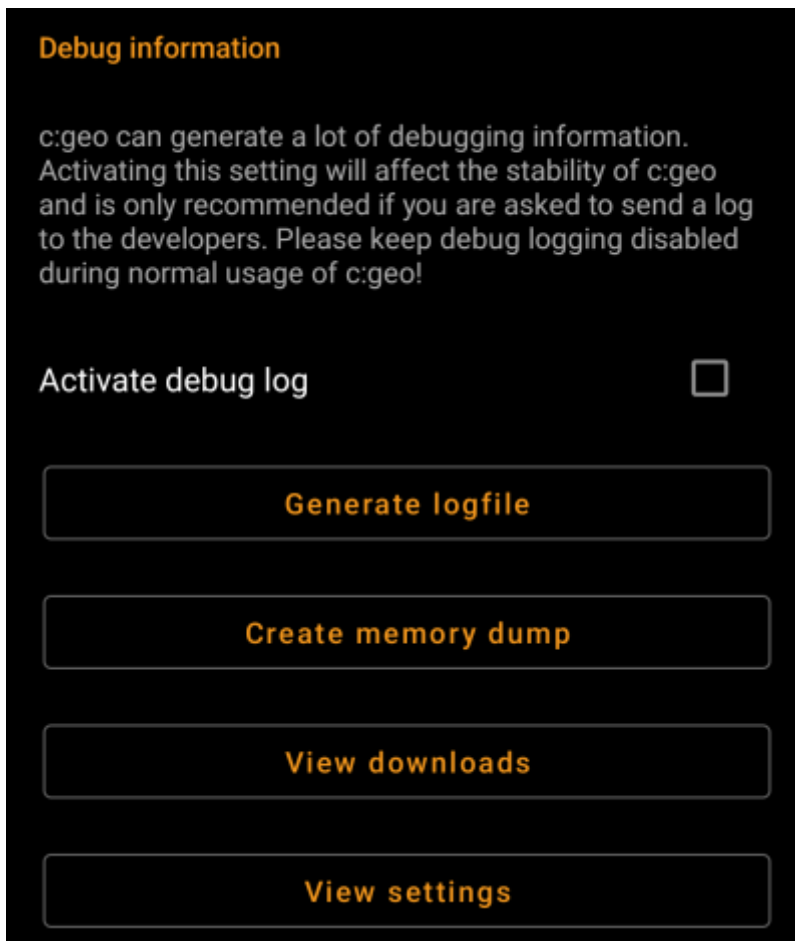 Debug information
c:geo can generate a lot of debugging information.
Activating this setting will affect the stability of c:geo
and is only recommended if you are asked to send a log
to the developers. Please keep debug logging disabled
during normal usage of c:geo!
Activate debug log
Generate logfile
Create memory dump
View downloads
View settings